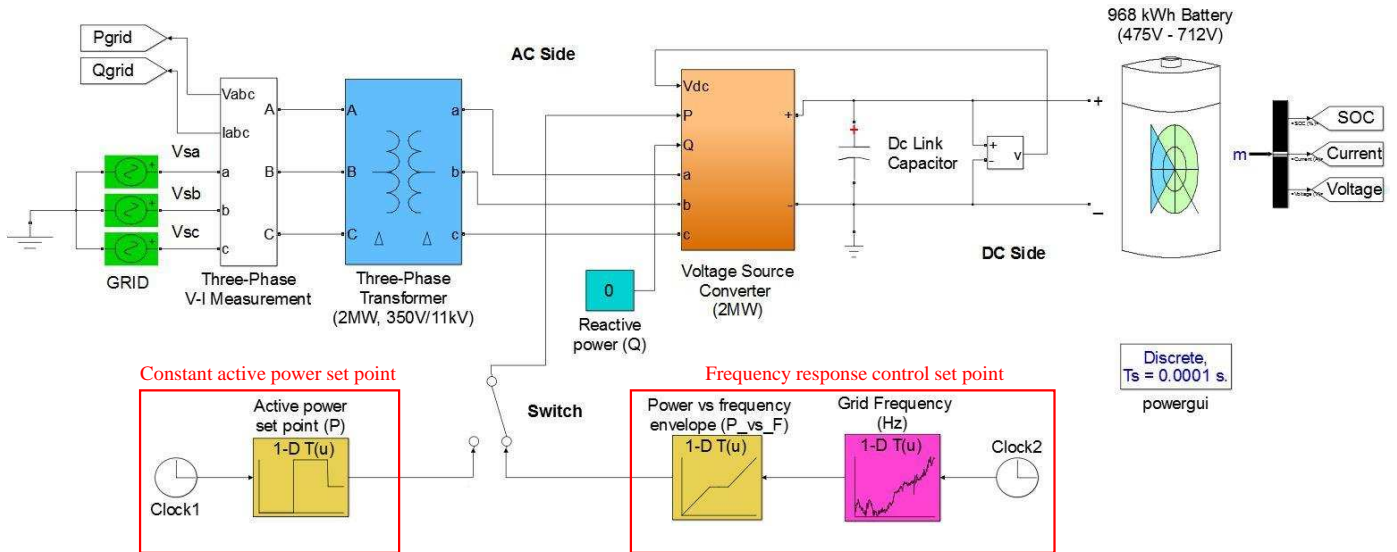 968 kWh Battery
(475V - 712V)
Pgrid
Qgrid
AC Side
Vabc
Iabc
A
B
C
a
b
c
Vsa
Vsb
Vsc
GRID
Three-Phase
V-I Measurement
A
B
C
a
b
c
Three-Phase
Transformer
(2MW, 350V/11kV)
Vdc
P
Q
a
b
c
+
−
Voltage Source
Converter
(2MW)
+
Dc Link
Capacitor
+
−
v
+
−
DC Side
m
SOC
Current
Voltage
0
Reactive
power (Q)
Discrete,
Ts = 0.0001 s.
powergui
Constant active power set point
Active power
set point (P)
1-D T(u)
Clock1
Switch
Frequency response control set point
Power vs frequency
envelope (P_vs_F)
1-D T(u)
Grid Frequency
(Hz)
1-D T(u)
Clock2